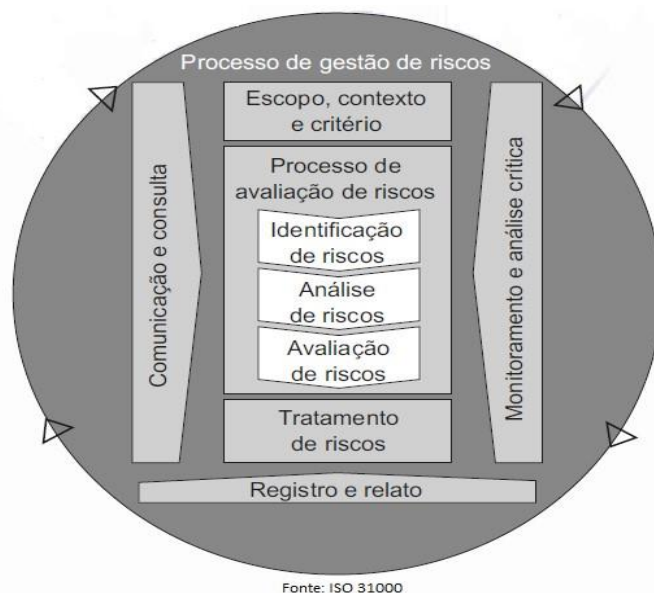 Processo de gestão de riscos
Escopo, contexto
e critério
Comunicação e consulta
Processo de
avaliação de riscos
Identificação
de riscos
Análise
de riscos
Avaliação
de riscos
Monitoramento e análise crítica
Tratamento
de riscos
Registro e relato
Fonte: ISO 31000